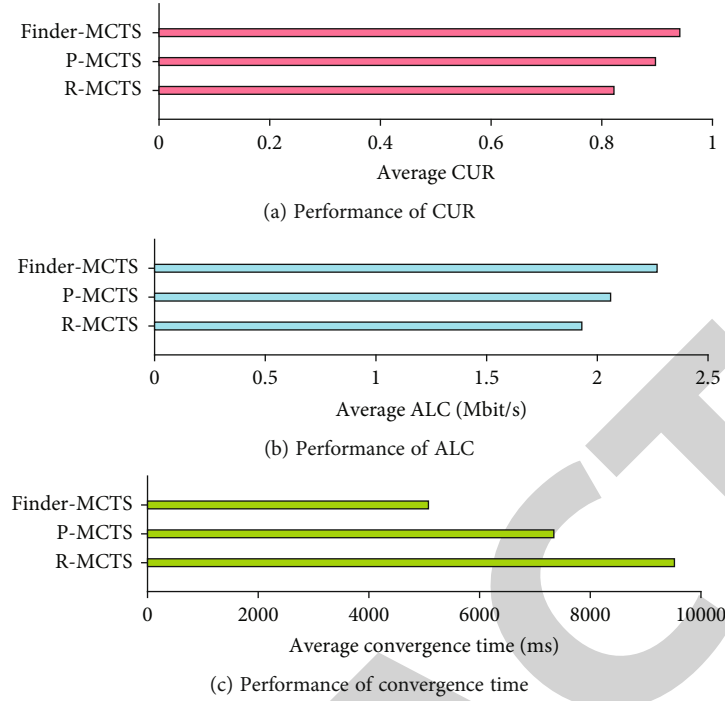 Finder-MCTS
P-MCTS
R-MCTS
0 0.2 0.4 0.6 0.8 1
Average CUR
(a) Performance of CUR
Finder-MCTS
P-MCTS
R-MCTS
0 0.5 1 1.5 2 2.5
Average ALC (Mbit/s)
(b) Performance of ALC
Finder-MCTS
P-MCTS
R-MCTS
0 2000 4000 6000 8000 10000
Average convergence time (ms)
(c) Performance of convergence time